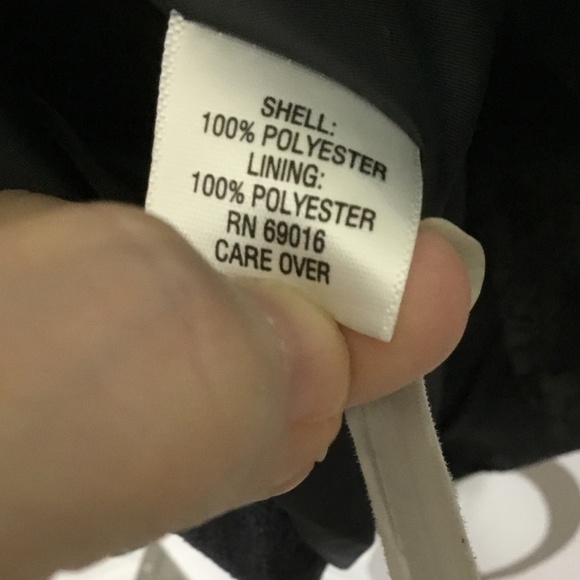 SHELL:
100% POLYESTER
LINING:
100% POLYESTER
RN 69016
CARE OVER